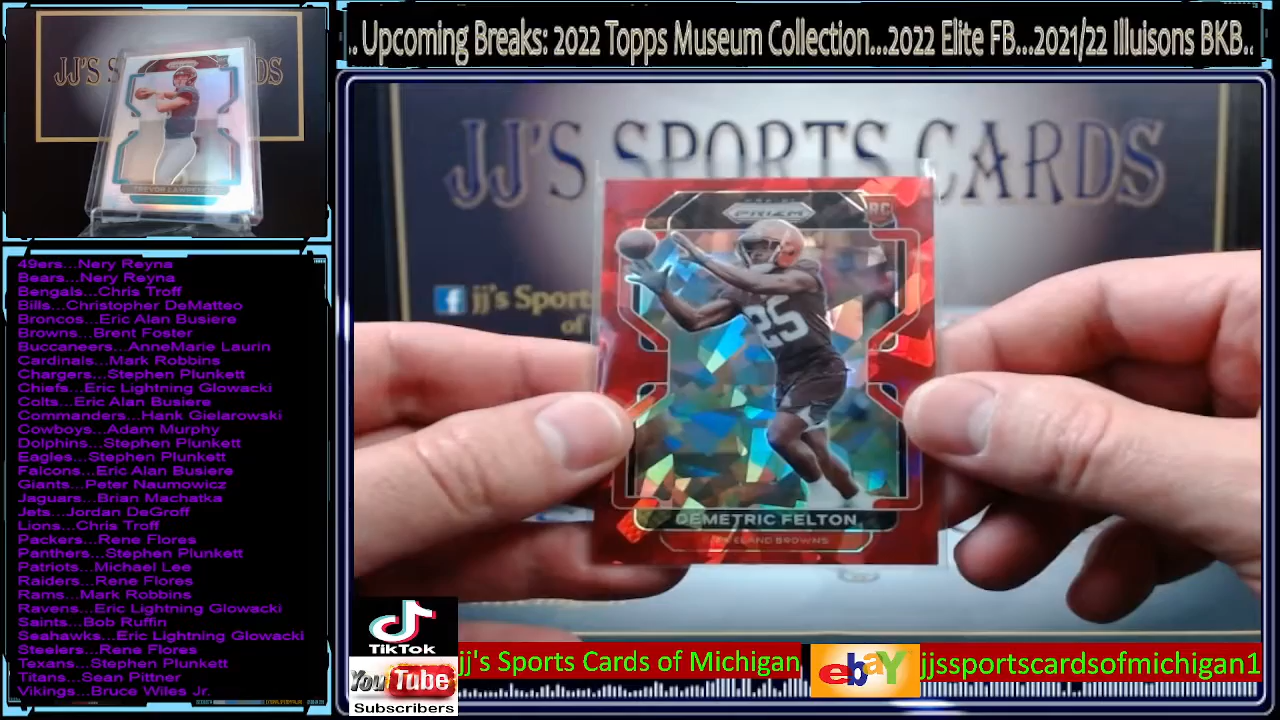 .. Upcoming Breaks: 2022 Topps Museum Collection...2022 Elite FB...2021/22 Illuisons BKB..
JJ'S SPORTS CARDS
JJ'S CARDS
TREVOR LAWRENCE
jj's Sport
of
PRIZM
RC
25
DEMETRIC FELTON
CLEVELAND BROWNS
49ers...Nery Reyna
Bears...Nery Reyna
Bengals...Chris Troff
Bills...Christopher DeMatteo
Broncos...Eric Alan Busiere
Browns...Brent Foster
Buccaneers...AnneMarie Laurin
Cardinals...Mark Robbins
Chargers...Stephen Plunkett
Chiefs...Eric Lightning Glowacki
Colts...Eric Alan Busiere
Commanders...Hank Gielarowski
Cowboys...Adam Murphy
Dolphins...Stephen Plunkett
Eagles...Stephen Plunkett
Falcons...Eric Alan Busiere
Giants...Peter Naumowicz
Jaguars...Brian Machatka
Jets...Jordan DeGroff
Lions...Chris Troff
Packers...Rene Flores
Panthers...Stephen Plunkett
Patriots...Michael Lee
Raiders...Rene Flores
Rams...Mark Robbins
Ravens...Eric Lightning Glowacki
Saints...Bob Ruffin
Seahawks...Eric Lightning Glowacki
Steelers...Rene Flores
Texans...Stephen Plunkett
Titans...Sean Pittner
Vikings...Bruce Wiles Jr.
TikTok
YouTube
Subscribers
jj's Sports Cards of Michigan
ebaY
jjssportscardsofmichigan1